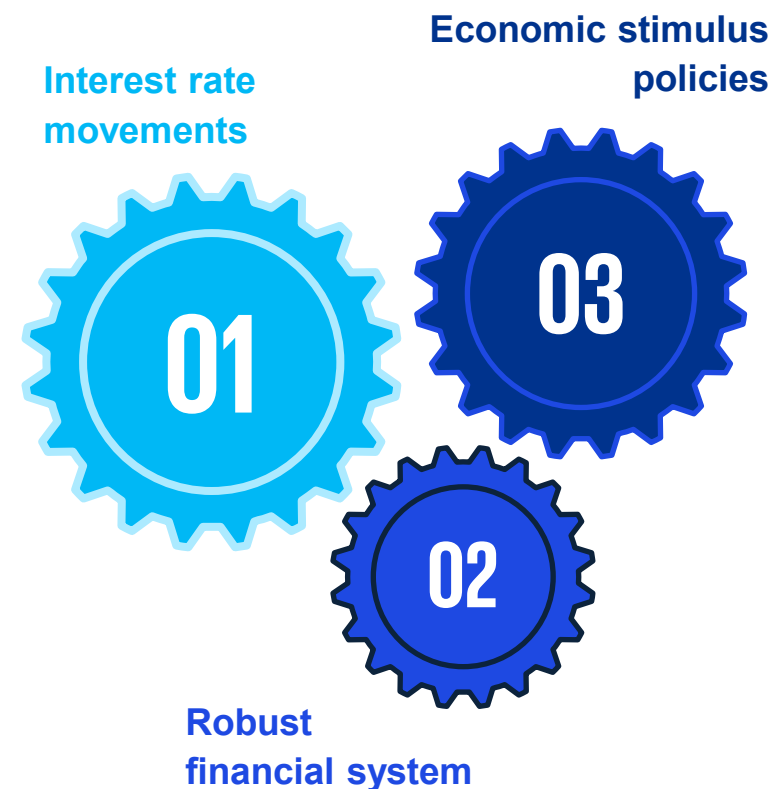 Economic stimulus
policies
Interest rate
movements
03
01
02
Robust
financial system